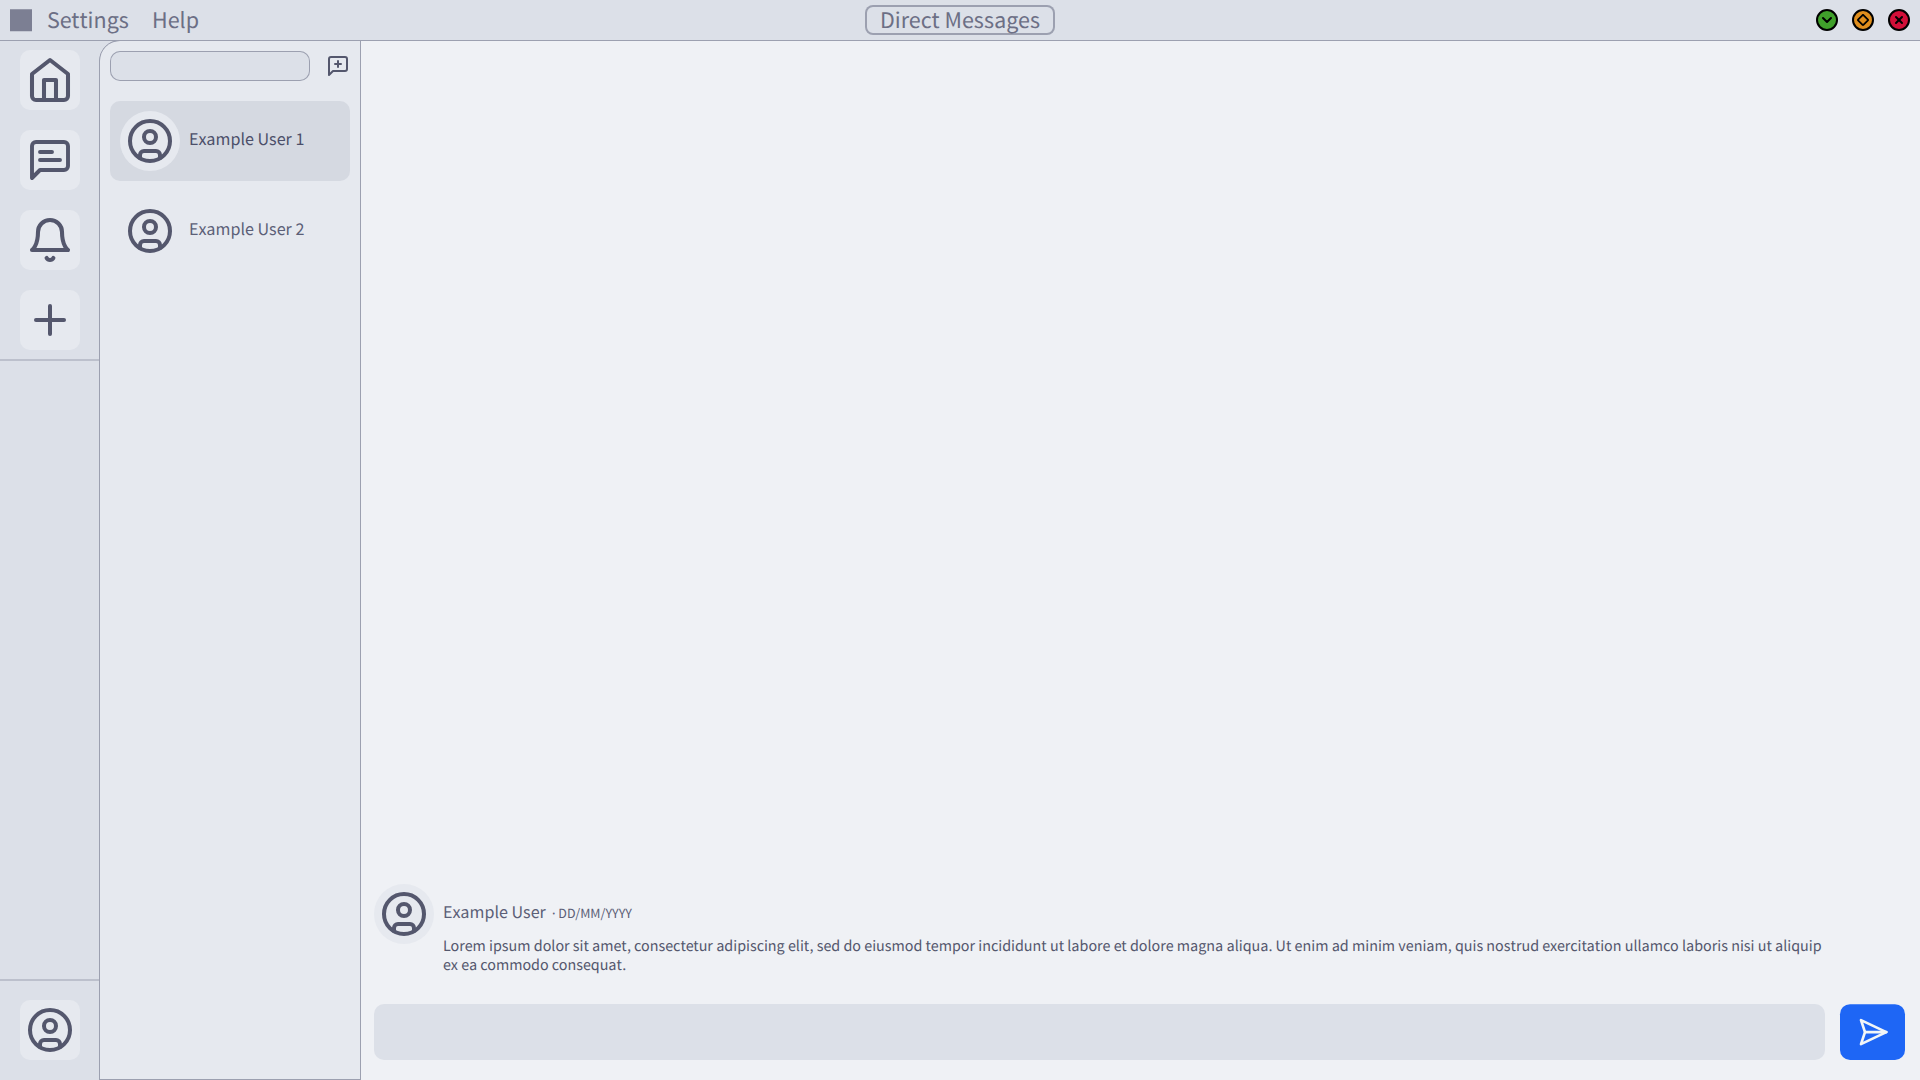 Settings Help
Direct Messages
Example User 1
Example User 2
Example User · DD/MM/YYYY
Lorem ipsum dolor sit amet, consectetur adipiscing elit, sed do eiusmod tempor incididunt ut labore et dolore magna aliqua. Ut enim ad minim veniam, quis nostrud exercitation ullamco laboris nisi ut aliquip
ex ea commodo consequat.